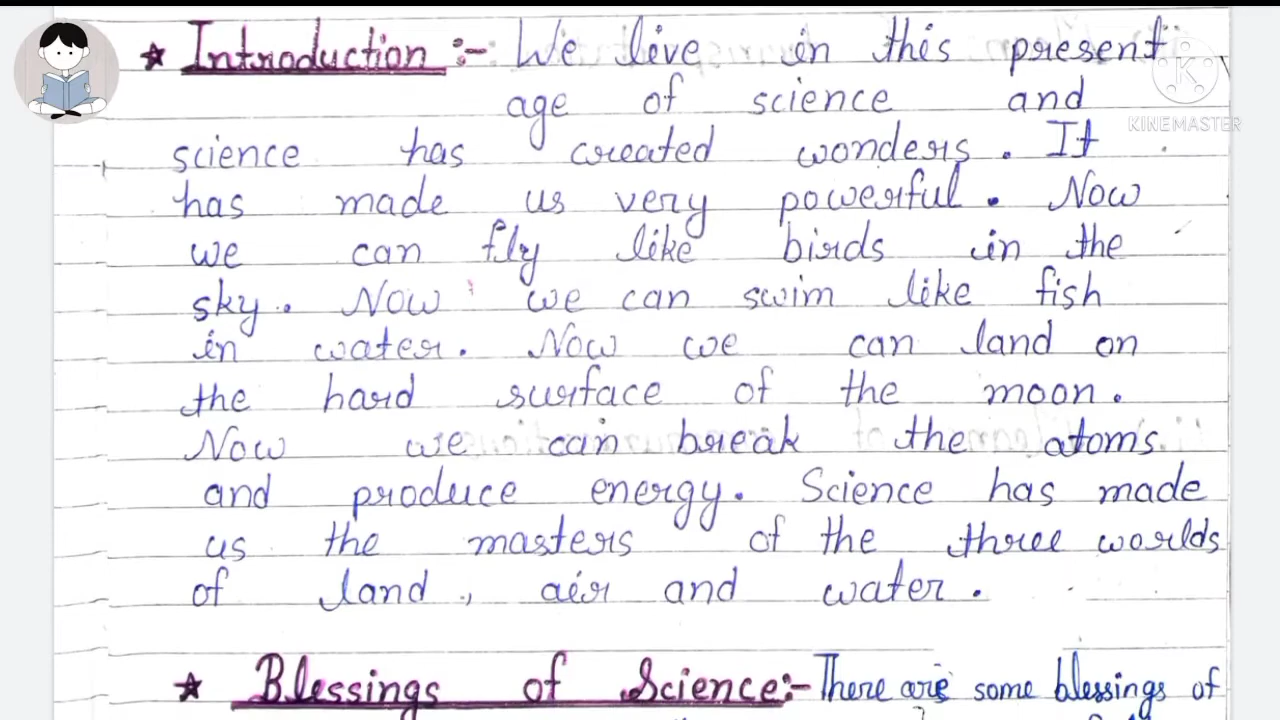 ★ Introduction :- We live in this present
age of science and
KINEMASTER
science has created wonders. It
has made us very powerful. Now
we can fly like birds in the
sky. Now we can swim like fish
in water. Now we can land on
the hard surface of the moon.
Now we can break the atoms
and produce energy. Science has made
us the masters of the three worlds
of land, air and water.
★ Blessings of Science:- There are some blessings of